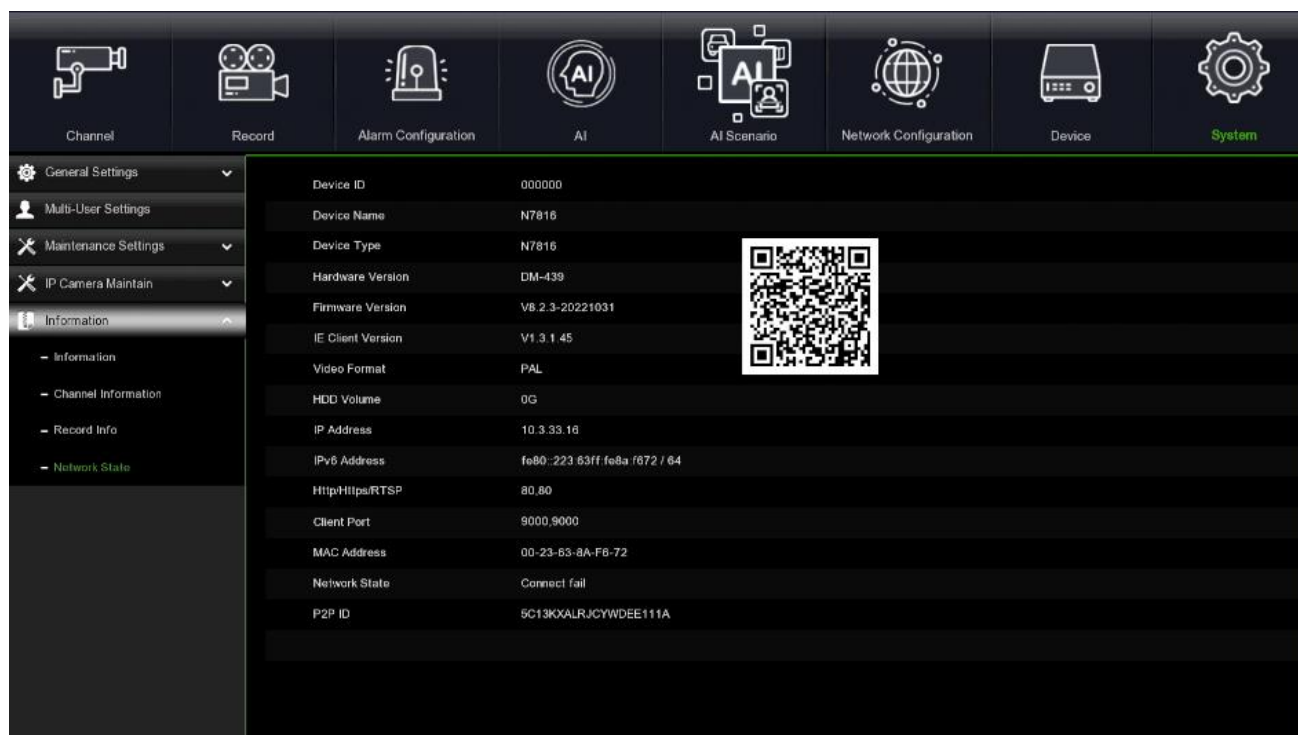 Channel
Record
Alarm Configuration
AI
AI
AI
AI Scenario
Network Configuration
Device
System
General Settings
Multi-User Settings
Maintenance Settings
IP Camera Maintain
Information
Information
Channel Information
Record Info
Network State
Device ID 000000
Device Name N7816
Device Type N7816
Hardware Version DM-439
Firmware Version V8.2.3-20221031
IE Client Version V1.3.1.45
Video Format PAL
HDD Volume 0G
IP Address 10.3.33.16
IPv6 Address fe80::223:63ff:fe8a:f672 / 64
Http/Https/RTSP 80,80
Client Port 9000,9000
MAC Address 00-23-63-8A-F6-72
Network State Connect fail
P2P ID 5C13KXALRJCYWDEE111A